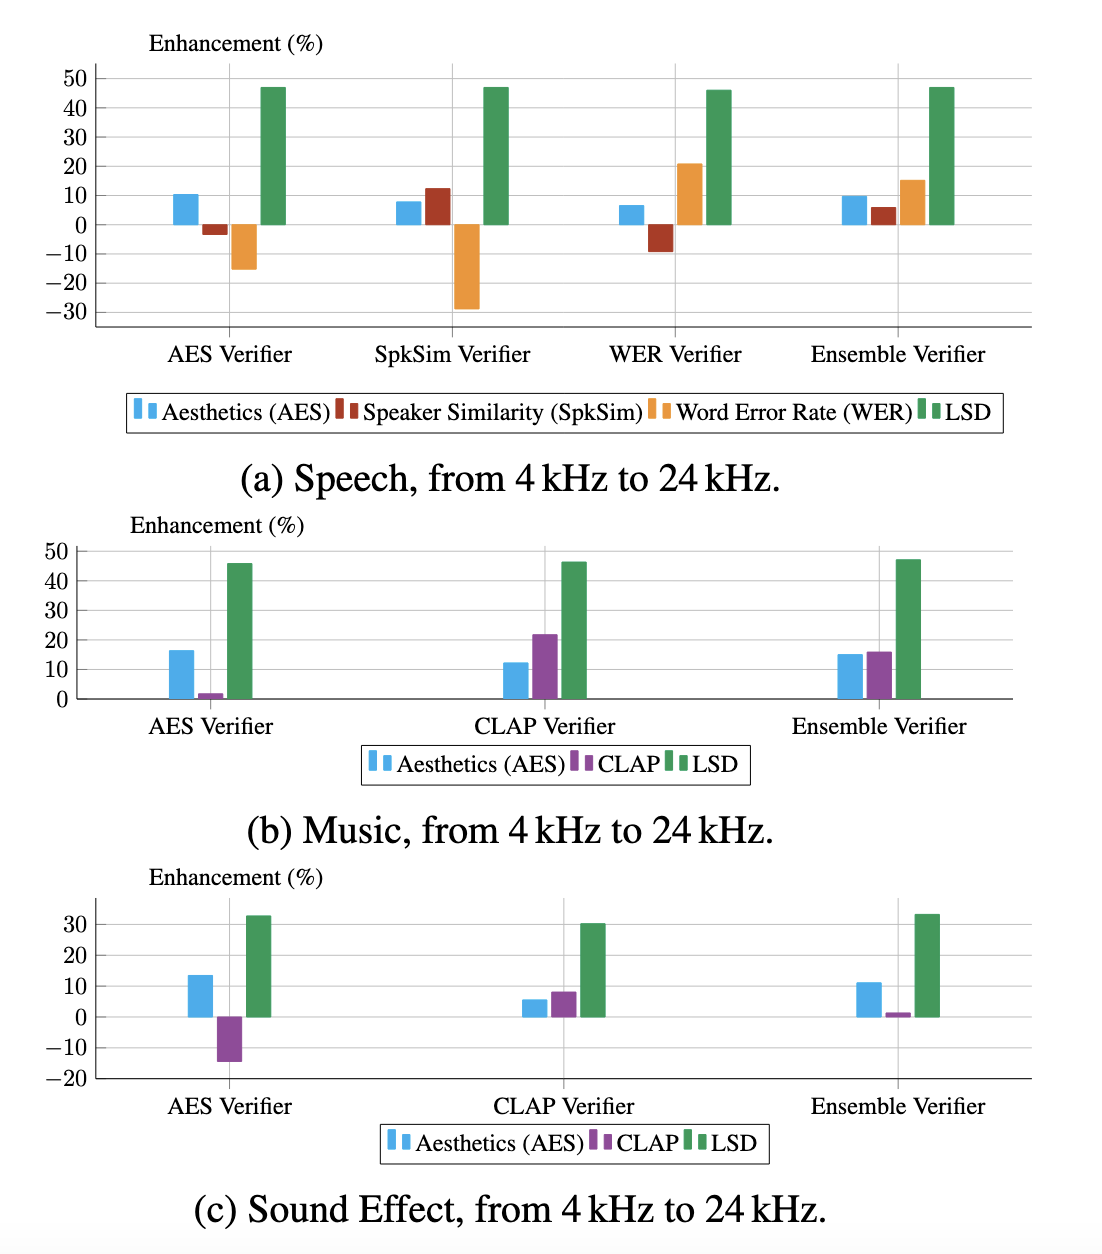 Enhancement (%)
50
40
30
20
10
0
−10
−20
−30
AES Verifier SpkSim Verifier WER Verifier Ensemble Verifier
Aesthetics (AES) Speaker Similarity (SpkSim) Word Error Rate (WER) LSD
(a) Speech, from 4 kHz to 24 kHz.
Enhancement (%)
50
40
30
20
10
0
AES Verifier CLAP Verifier Ensemble Verifier
Aesthetics (AES) CLAP LSD
(b) Music, from 4 kHz to 24 kHz.
Enhancement (%)
30
20
10
0
−10
−20
AES Verifier CLAP Verifier Ensemble Verifier
Aesthetics (AES) CLAP LSD
(c) Sound Effect, from 4 kHz to 24 kHz.